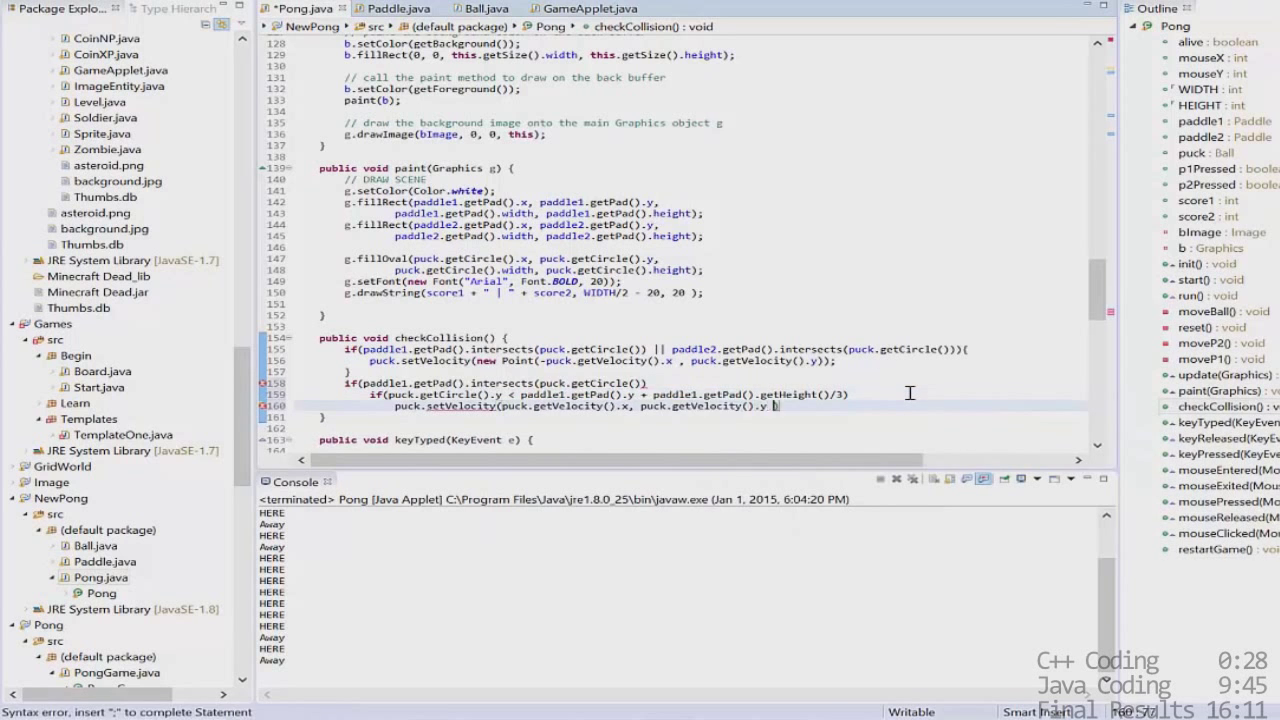 Package Explo...
Type Hierarch
CoinNP.java
CoinXP.java
GameApplet.java
ImageEntity.java
Level.java
Soldier.java
Sprite.java
Zombie.java
asteroid.png
background.jpg
Thumbs.db
asteroid.png
background.jpg
Thumbs.db
JRE System Library [JavaSE-1.7]
Minecraft Dead_lib
Minecraft Dead.jar
Thumbs.db
Games
src
Begin
Board.java
Start.java
Learn
Templates
TemplateOne.java
JRE System Library [JavaSE-1.7]
GridWorld
Image
NewPong
src
(default package)
Ball.java
Paddle.java
Pong.java
Pong
JRE System Library [JavaSE-1.8]
Pong
src
(default package)
PongGame.java
*Pong.java
Paddle.java
Ball.java
GameApplet.java
NewPong
src
(default package)
Pong
checkCollision() : void
128 b.setColor(getBackground());
129 b.fillRect(0, 0, this.getSize().width, this.getSize().height);
130
131 // call the paint method to draw on the back buffer
132 b.setColor(getForeground());
133 paint(b);
134
135 // draw the background image onto the main Graphics object g
136 g.drawImage(bImage, 0, 0, this);
137 }
138
139 public void paint(Graphics g) {
140 // DRAW SCENE
141 g.setColor(Color.white);
142 g.fillRect(paddle1.getPad().x, paddle1.getPad().y,
143 paddle1.getPad().width, paddle1.getPad().height);
144 g.fillRect(paddle2.getPad().x, paddle2.getPad().y,
145 paddle2.getPad().width, paddle2.getPad().height);
146
147 g.fillOval(puck.getCircle().x, puck.getCircle().y,
148 puck.getCircle().width, puck.getCircle().height);
149 g.setFont(new Font("Arial", Font.BOLD, 20));
150 g.drawString(score1 + " | " + score2, WIDTH/2 - 20, 20 );
151
152 }
153
154 public void checkCollision() {
155 if(paddle1.getPad().intersects(puck.getCircle()) || paddle2.getPad().intersects(puck.getCircle())){
156 puck.setVelocity(new Point(-puck.getVelocity().x , puck.getVelocity().y));
157 }
158 if(paddle1.getPad().intersects(puck.getCircle())
159 if(puck.getCircle().y < paddle1.getPad().y + paddle1.getPad().getHeight()/3)
160 puck.setVelocity(puck.getVelocity().x, puck.getVelocity().y )
161 }
162
163 public void keyTyped(KeyEvent e) {
164
Console
<terminated> Pong [Java Applet] C:\Program Files\Java\jre1.8.0_25\bin\javaw.exe (Jan 1, 2015, 6:04:20 PM)
HERE
Away
HERE
Away
HERE
HERE
HERE
HERE
HERE
HERE
HERE
Away
HERE
Away
Outline
Pong
alive : boolean
mouseX : int
mouseY : int
WIDTH : int
HEIGHT : int
paddle1 : Paddle
paddle2 : Paddle
puck : Ball
p1Pressed : boolean
p2Pressed : boolean
score1 : int
score2 : int
bImage : Image
b : Graphics
init() : void
start() : void
run() : void
moveBall() : void
reset() : void
moveP2() : void
moveP1() : void
update(Graphics)
paint(Graphics) :
checkCollision() :
keyTyped(KeyEven
keyReleased(KeyE
keyPressed(KeyEv
mouseEntered(Mo
mouseExited(Mou
mousePressed(Mo
mouseReleased(M
mouseClicked(Mo
restartGame() : vo
C++ Coding 0:28
Java Coding 9:45
Final Results 16:11
Syntax error, insert ";" to complete Statement
Writable
Smart Insert